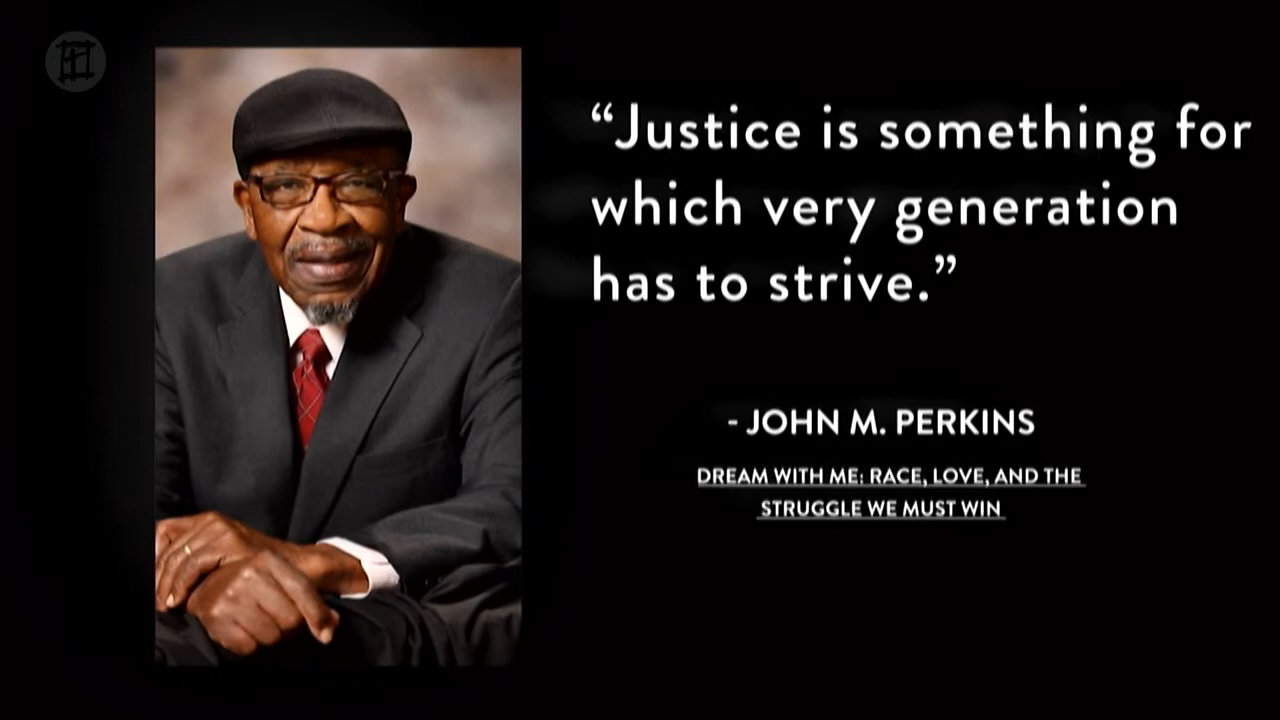 “Justice is something for
which very generation
has to strive.”
- JOHN M. PERKINS
DREAM WITH ME: RACE, LOVE, AND THE
STRUGGLE WE MUST WIN